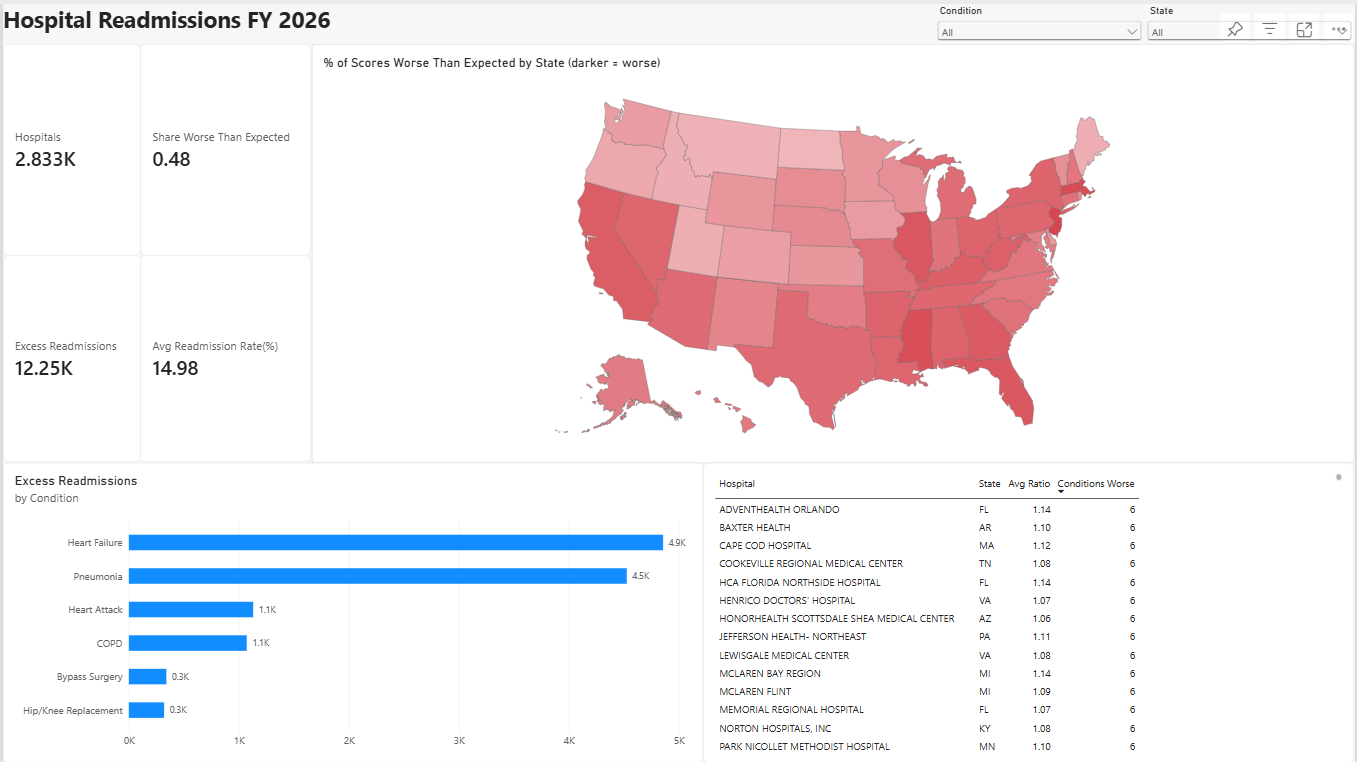 Hospital Readmissions FY 2026
Condition
All
State
All
Hospitals
2.833K
Share Worse Than Expected
0.48
Excess Readmissions
12.25K
Avg Readmission Rate(%)
14.98
% of Scores Worse Than Expected by State (darker = worse)
Excess Readmissions
by Condition
Heart Failure 4.9K
Pneumonia 4.5K
Heart Attack 1.1K
COPD 1.1K
Bypass Surgery 0.3K
Hip/Knee Replacement 0.3K
0K 1K 2K 3K 4K 5K
Hospital State Avg Ratio Conditions Worse
ADVENTHEALTH ORLANDO FL 1.14 6
BAXTER HEALTH AR 1.10 6
CAPE COD HOSPITAL MA 1.12 6
COOKEVILLE REGIONAL MEDICAL CENTER TN 1.08 6
HCA FLORIDA NORTHSIDE HOSPITAL FL 1.14 6
HENRICO DOCTORS' HOSPITAL VA 1.07 6
HONORHEALTH SCOTTSDALE SHEA MEDICAL CENTER AZ 1.06 6
JEFFERSON HEALTH- NORTHEAST PA 1.11 6
LEWISGALE MEDICAL CENTER VA 1.08 6
MCLAREN BAY REGION MI 1.14 6
MCLAREN FLINT MI 1.09 6
MEMORIAL REGIONAL HOSPITAL FL 1.07 6
NORTON HOSPITALS, INC KY 1.08 6
PARK NICOLLET METHODIST HOSPITAL MN 1.10 6